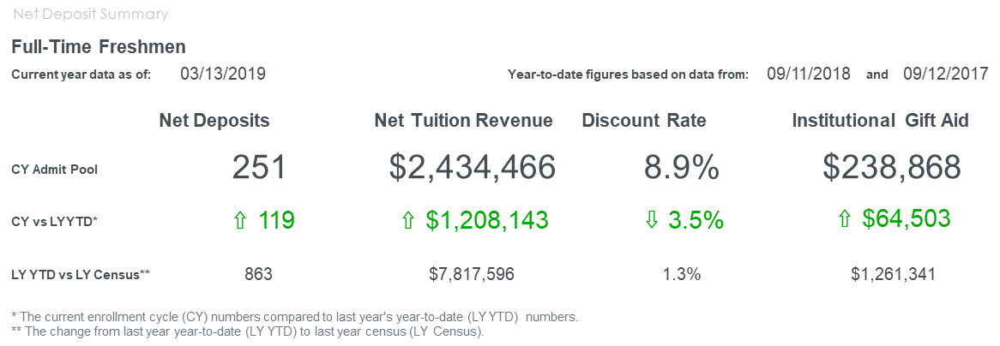 Net Deposit Summary
Full-Time Freshmen
Current year data as of: 03/13/2019 Year-to-date figures based on data from: 09/11/2018 and 09/12/2017
Net Deposits Net Tuition Revenue Discount Rate Institutional Gift Aid
CY Admit Pool 251 $2,434,466 8.9% $238,868
CY vs LYYTD* ⇧ 119 ⇧ $1,208,143 ⇩ 3.5% ⇧ $64,503
LY YTD vs LY Census** 863 $7,817,596 1.3% $1,261,341
* The current enrollment cycle (CY) numbers compared to last year's year-to-date (LY YTD) numbers.
** The change from last year year-to-date (LY YTD) to last year census (LY Census).